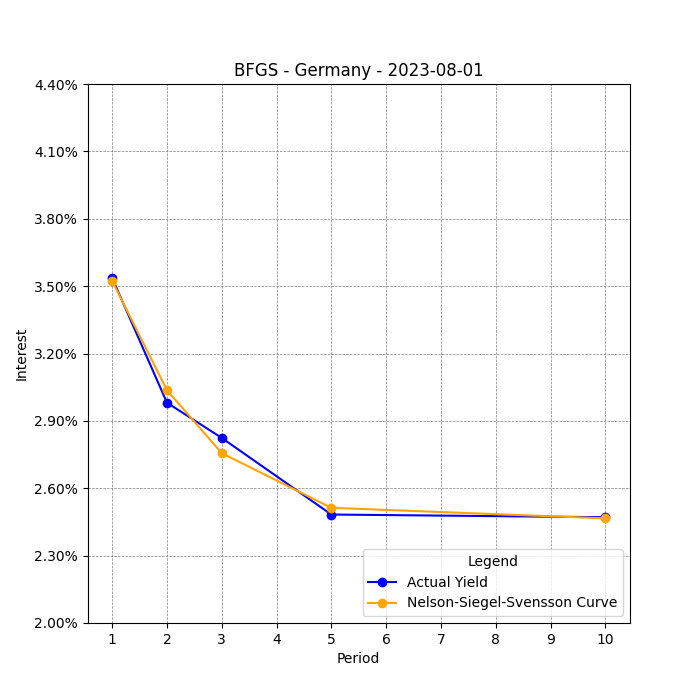 BFGS - Germany - 2023-08-01
4.40%
4.10%
3.80%
3.50%
3.20%
2.90%
2.60%
2.30%
2.00%
Interest
1 2 3 4 5 6 7 8 9 10
Period
Legend
Actual Yield
Nelson-Siegel-Svensson Curve